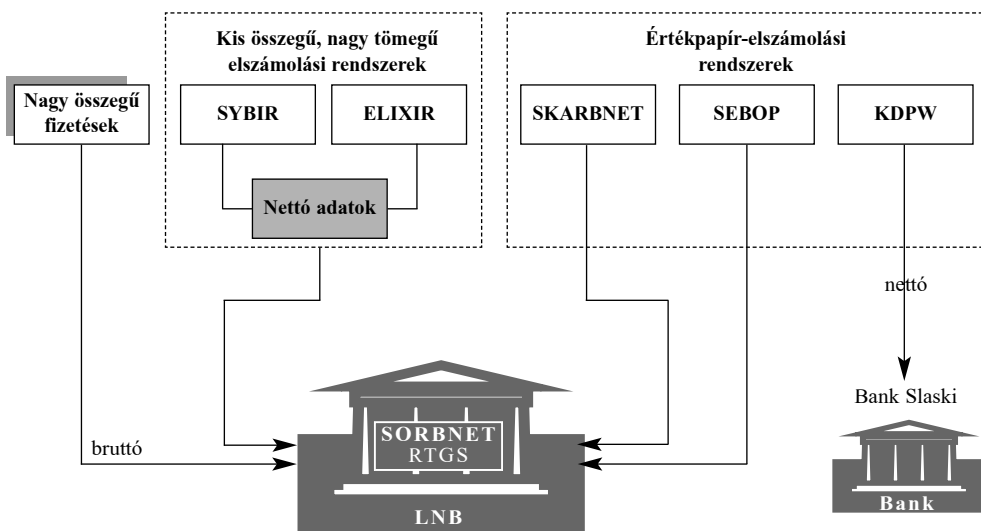 Kis összegű, nagy tömegű
elszámolási rendszerek
Értékpapír-elszámolási
rendszerek
Nagy összegű
fizetések
SYBIR
ELIXIR
SKARBNET
SEBOP
KDPW
Nettó adatok
nettó
Bank Slaski
bruttó
SORBNET
RTGS
LNB
Bank